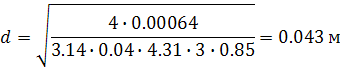 d = √(4 · 0.00064 / 3.14 · 0.04 · 4.31 · 3 · 0.85) = 0.043 м